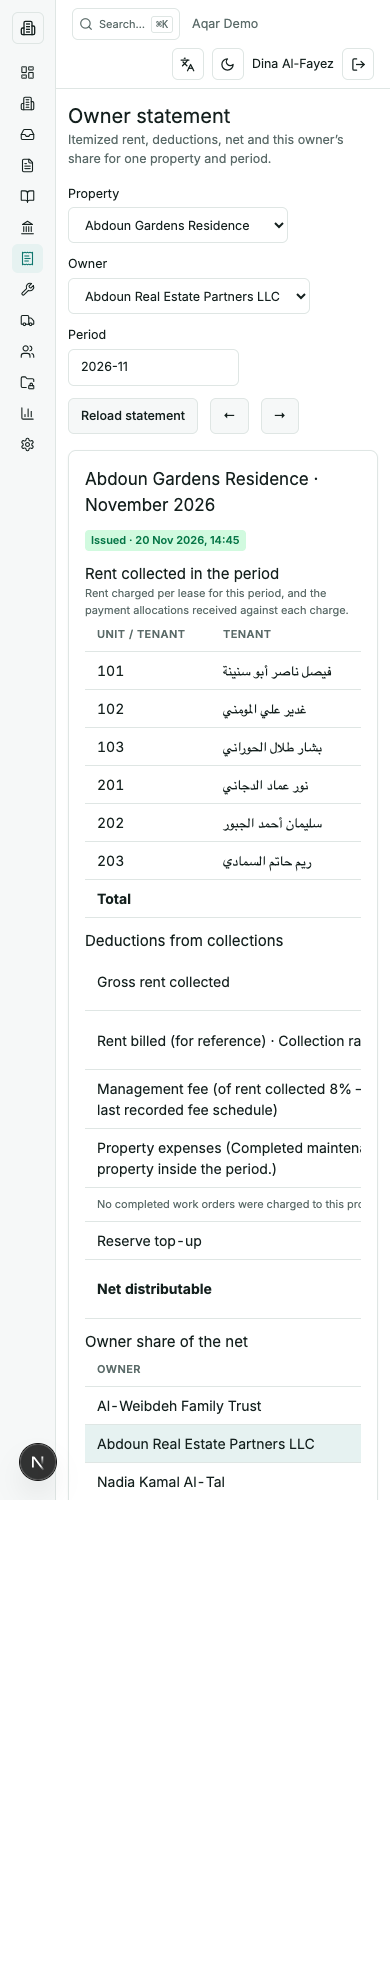 Search... ⌘K Aqar Demo
Dina Al-Fayez
Owner statement
Itemized rent, deductions, net and this owner's
share for one property and period.
Property
Abdoun Gardens Residence
Owner
Abdoun Real Estate Partners LLC
Period
2026-11
Reload statement ← →
Abdoun Gardens Residence ·
November 2026
Issued · 20 Nov 2026, 14:45
Rent collected in the period
Rent charged per lease for this period, and the
payment allocations received against each charge.
UNIT / TENANT TENANT
101 فيصل ناصر أبو سنينة
102 غدير علي المومني
103 بشار طلال الحوراني
201 نور عماد الدجاني
202 سليمان أحمد الجبور
203 ريم حاتم السمادي
Total
Deductions from collections
Gross rent collected
Rent billed (for reference) · Collection ra
Management fee (of rent collected 8% –
last recorded fee schedule)
Property expenses (Completed maintena
property inside the period.)
No completed work orders were charged to this pro
Reserve top-up
Net distributable
Owner share of the net
OWNER
Al-Weibdeh Family Trust
Abdoun Real Estate Partners LLC
Nadia Kamal Al-Tal
N